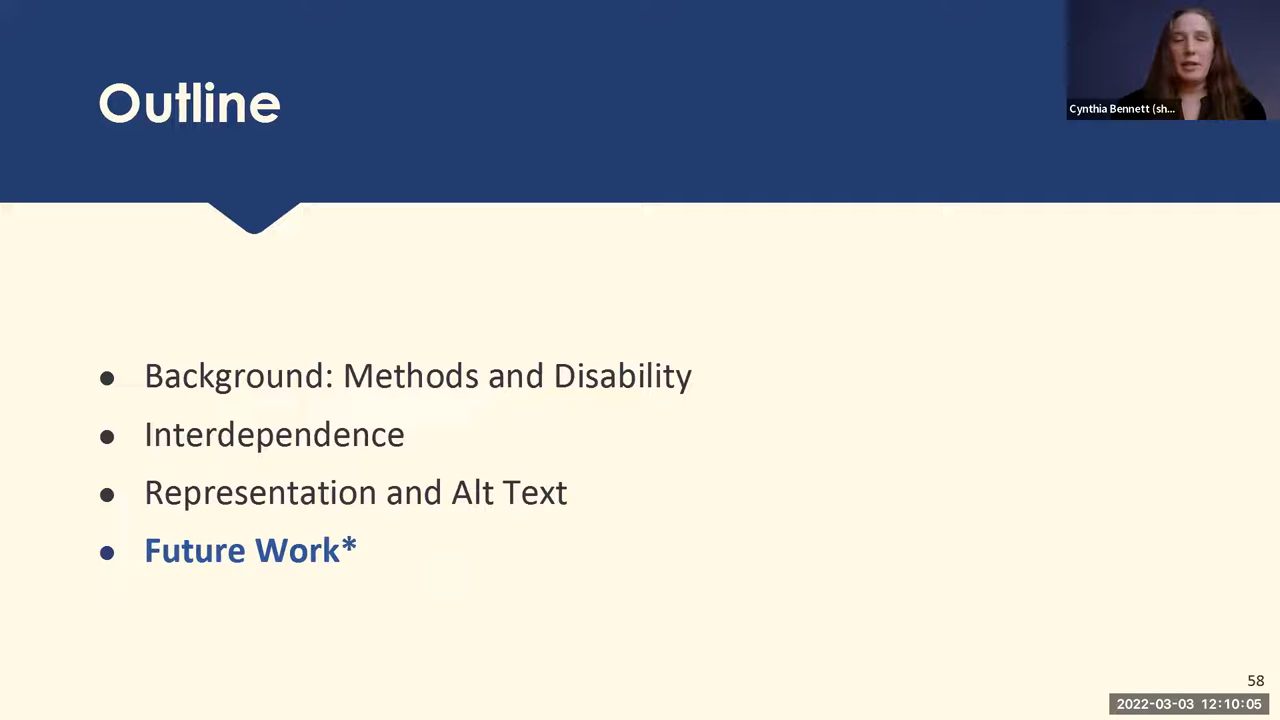 Outline
Cynthia Bennett (sh...
● Background: Methods and Disability
● Interdependence
● Representation and Alt Text
● Future Work*
58
2022-03-03 12:10:05